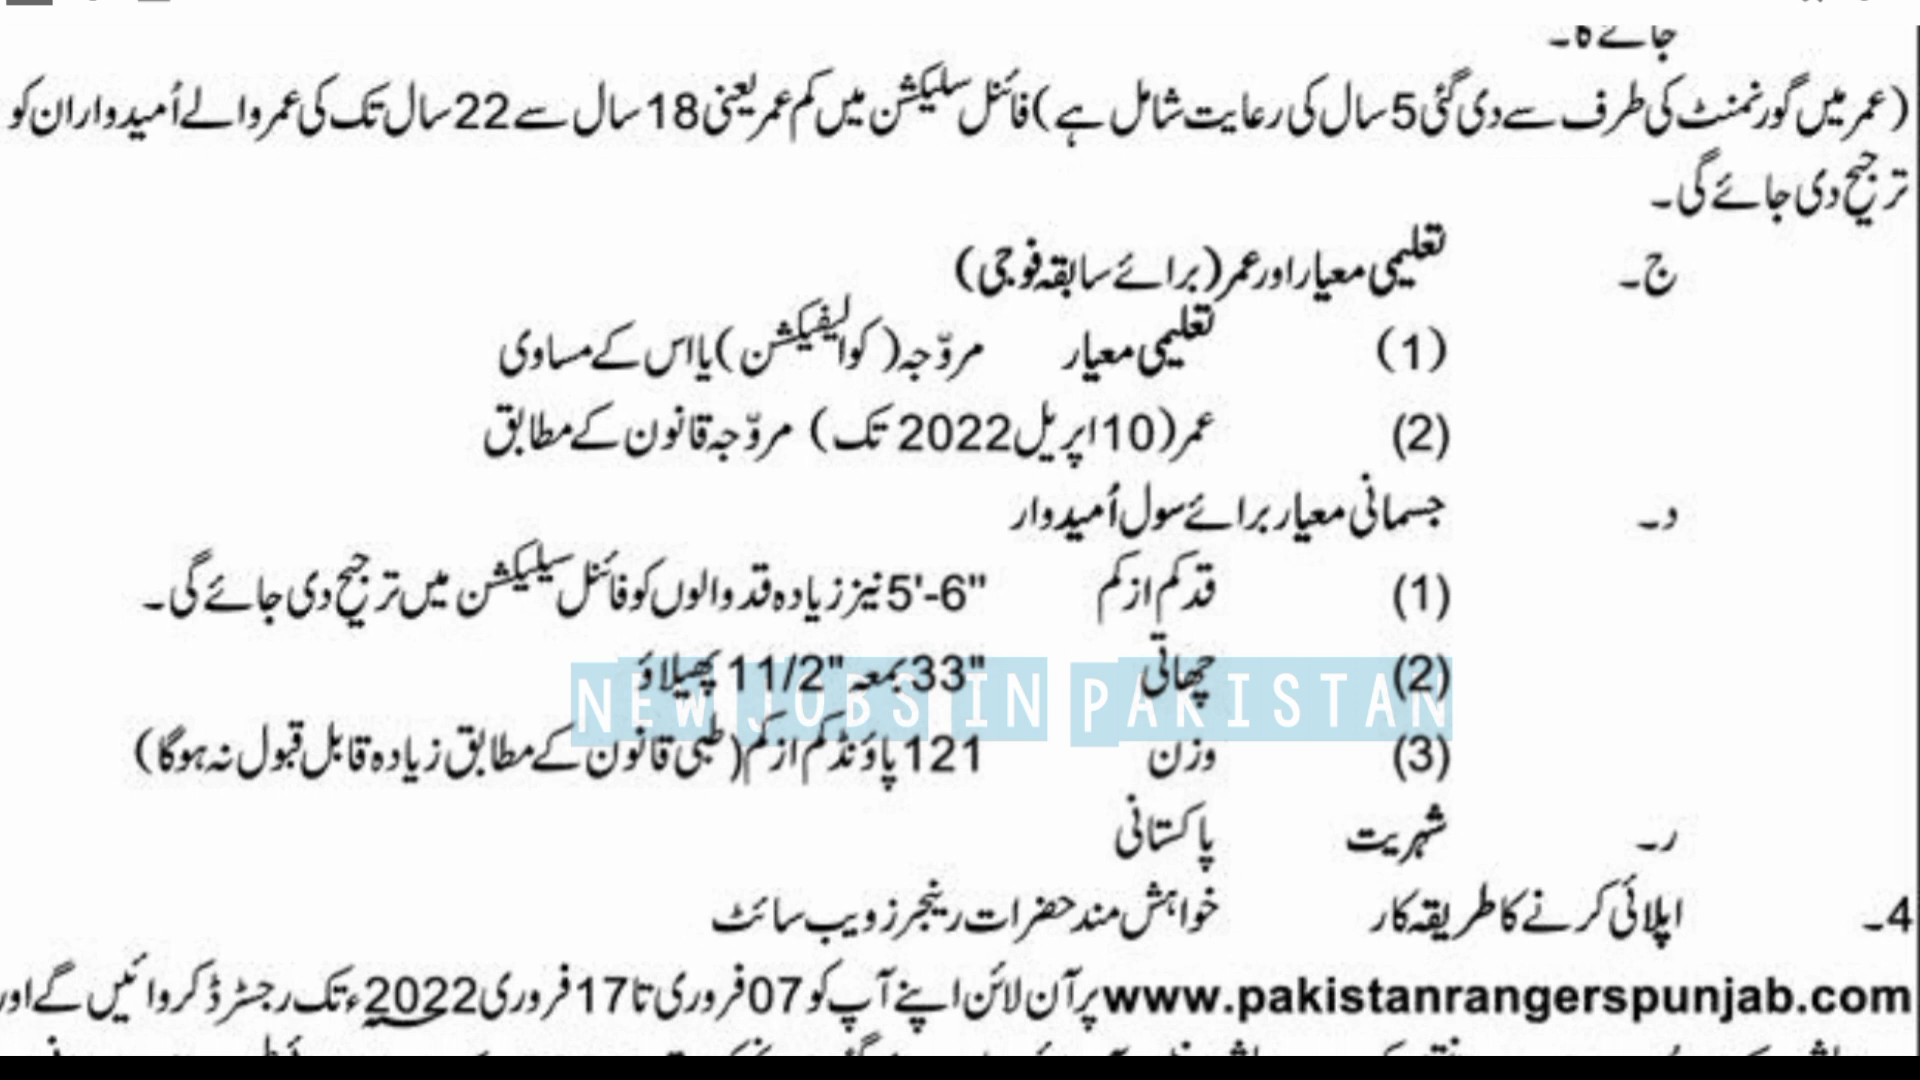 جائے گا۔
(عمر میں گورنمنٹ کی طرف سے دی گئی 5 سال کی رعایت شامل ہے) فائنل سلیکشن میں کم عمر یعنی 18 سال سے 22 سال تک کی عمر والے اُمیدواران کو
ترجیح دی جائے گی۔
ج۔ تعلیمی معیار اور عمر (برائے سابقہ فوجی)
(1) تعلیمی معیار مروّجہ (کوالیفیکیشن) یا اس کے مساوی
(2) عمر (10 اپریل 2022 تک) مروّجہ قانون کے مطابق
د۔ جسمانی معیار برائے سول اُمیدوار
(1) قد کم از کم 5'-6" نیز زیادہ قد والوں کو فائنل سیلیکشن میں ترجیح دی جائے گی۔
(2) چھاتی 33" بمعہ 11/2" پھیلاؤ
NEW JOBS IN PAKISTAN
(3) وزن 121 پاؤنڈ کم از کم (طبی قانون کے مطابق زیادہ قابل قبول نہ ہوگا)
ر۔ شہریت پاکستانی
4۔ اپلائی کرنے کا طریقہ کار خواہش مند حضرات رینجرز ویب سائٹ
www.pakistanrangerspunjab.com پر آن لائن اپنے آپ کو 07 فروری تا 17 فروری 2022ء تک رجسٹرڈ کروائیں گے اور